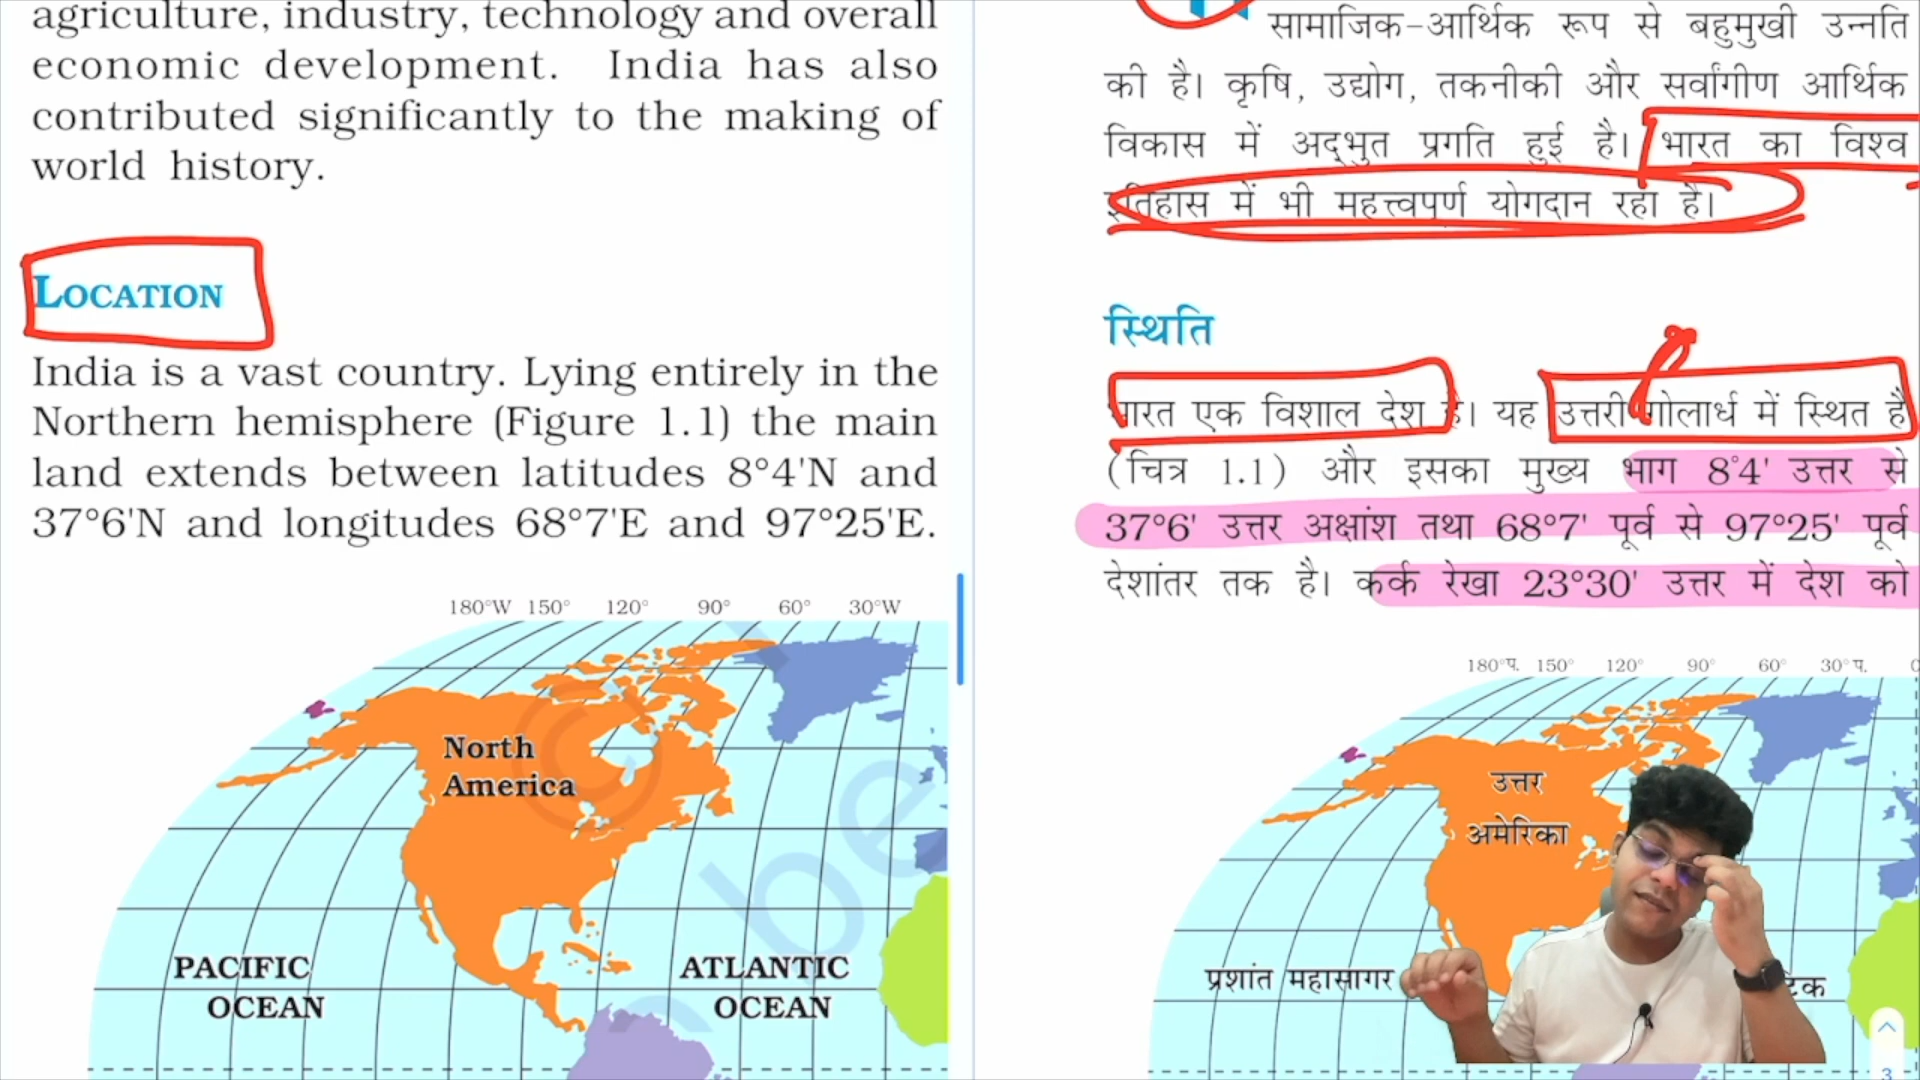 agriculture, industry, technology and overall
economic development. India has also
contributed significantly to the making of
world history.
LOCATION
India is a vast country. Lying entirely in the
Northern hemisphere (Figure 1.1) the main
land extends between latitudes 8°4'N and
37°6'N and longitudes 68°7'E and 97°25'E.
180°W 150° 120° 90° 60° 30°W
North
America
PACIFIC
OCEAN
ATLANTIC
OCEAN
सामाजिक-आर्थिक रूप से बहुमुखी उन्नति
की है। कृषि, उद्योग, तकनीकी और सर्वांगीण आर्थिक
विकास में अद्भुत प्रगति हुई है। भारत का विश्व
इतिहास में भी महत्त्वपूर्ण योगदान रहा है।
स्थिति
भारत एक विशाल देश है। यह उत्तरी गोलार्ध में स्थित है
(चित्र 1.1) और इसका मुख्य भाग 8°4' उत्तर से
37°6' उत्तर अक्षांश तथा 68°7' पूर्व से 97°25' पूर्व
देशांतर तक है। कर्क रेखा 23°30' उत्तर में देश को
180°प. 150° 120° 90° 60° 30°प.
उत्तर
अमेरिका
प्रशांत महासागर
3